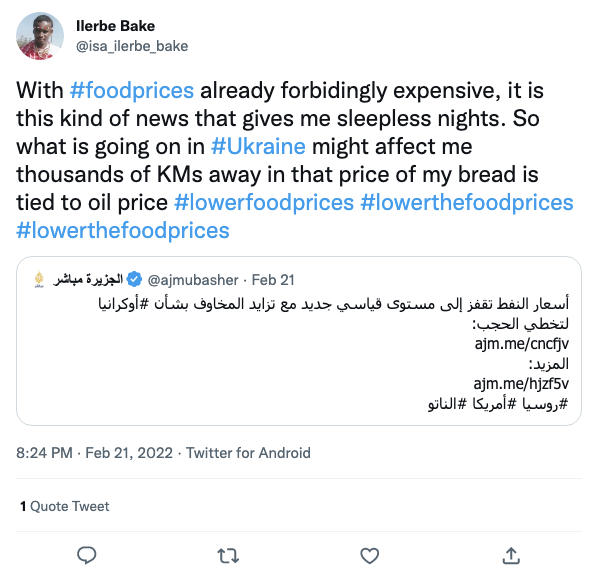 Ilerbe Bake
@isa_ilerbe_bake
With #foodprices already forbidingly expensive, it is
this kind of news that gives me sleepless nights. So
what is going on in #Ukraine might affect me
thousands of KMs away in that price of my bread is
tied to oil price #lowerfoodprices #lowerthefoodprices
#lowerthefoodprices
الجزيرة مباشر @ajmubasher · Feb 21
أسعار النفط تقفز إلى مستوى قياسي جديد مع تزايد المخاوف بشأن #أوكرانيا
لتخطي الحجب:
ajm.me/cncfjv
المزيد:
ajm.me/hjzf5v
#روسيا #أمريكا #الناتو
8:24 PM · Feb 21, 2022 · Twitter for Android
1 Quote Tweet